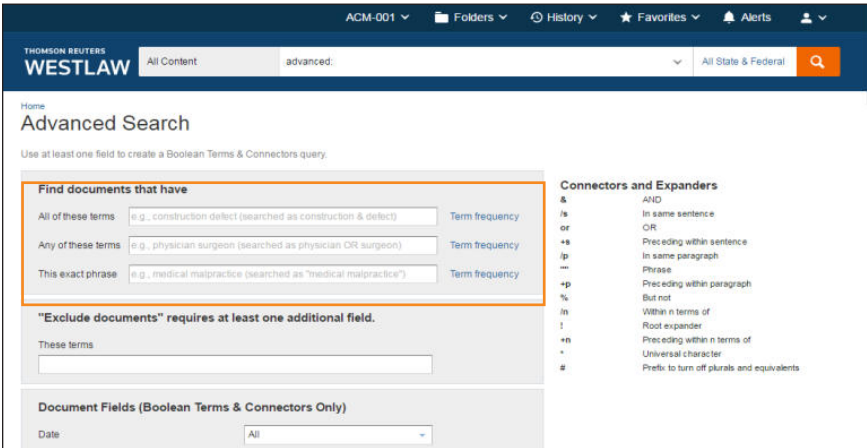 ACM-001 Folders History Favorites Alerts
THOMSON REUTERS
WESTLAW All Content advanced: All State & Federal
Home
Advanced Search
Use at least one field to create a Boolean Terms & Connectors query.
Find documents that have
All of these terms e.g., construction defect (searched as construction & defect) Term frequency
Any of these terms e.g., physician surgeon (searched as physician OR surgeon) Term frequency
This exact phrase e.g., medical malpractice (searched as "medical malpractice") Term frequency
"Exclude documents" requires at least one additional field.
These terms
Document Fields (Boolean Terms & Connectors Only)
Date All
Connectors and Expanders
& AND
/s In same sentence
or OR
+s Preceding within sentence
/p In same paragraph
"" Phrase
+p Preceding within paragraph
% But not
/n Within n terms of
! Root expander
+n Preceding within n terms of
* Universal character
# Prefix to turn off plurals and equivalents